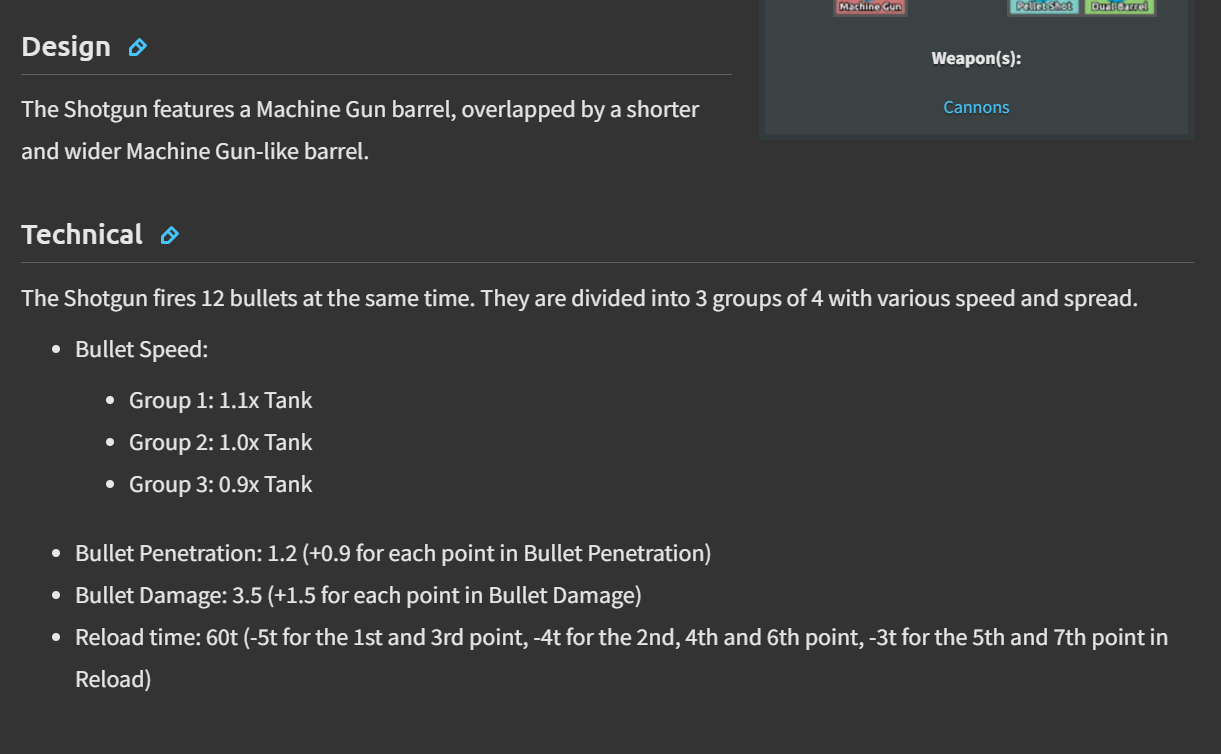 Machine Gun
Pellet Shot
Dual Barrel
Weapon(s):
Cannons
Design
The Shotgun features a Machine Gun barrel, overlapped by a shorter
and wider Machine Gun-like barrel.
Technical
The Shotgun fires 12 bullets at the same time. They are divided into 3 groups of 4 with various speed and spread.
Bullet Speed:
Group 1: 1.1x Tank
Group 2: 1.0x Tank
Group 3: 0.9x Tank
Bullet Penetration: 1.2 (+0.9 for each point in Bullet Penetration)
Bullet Damage: 3.5 (+1.5 for each point in Bullet Damage)
Reload time: 60t (-5t for the 1st and 3rd point, -4t for the 2nd, 4th and 6th point, -3t for the 5th and 7th point in
Reload)